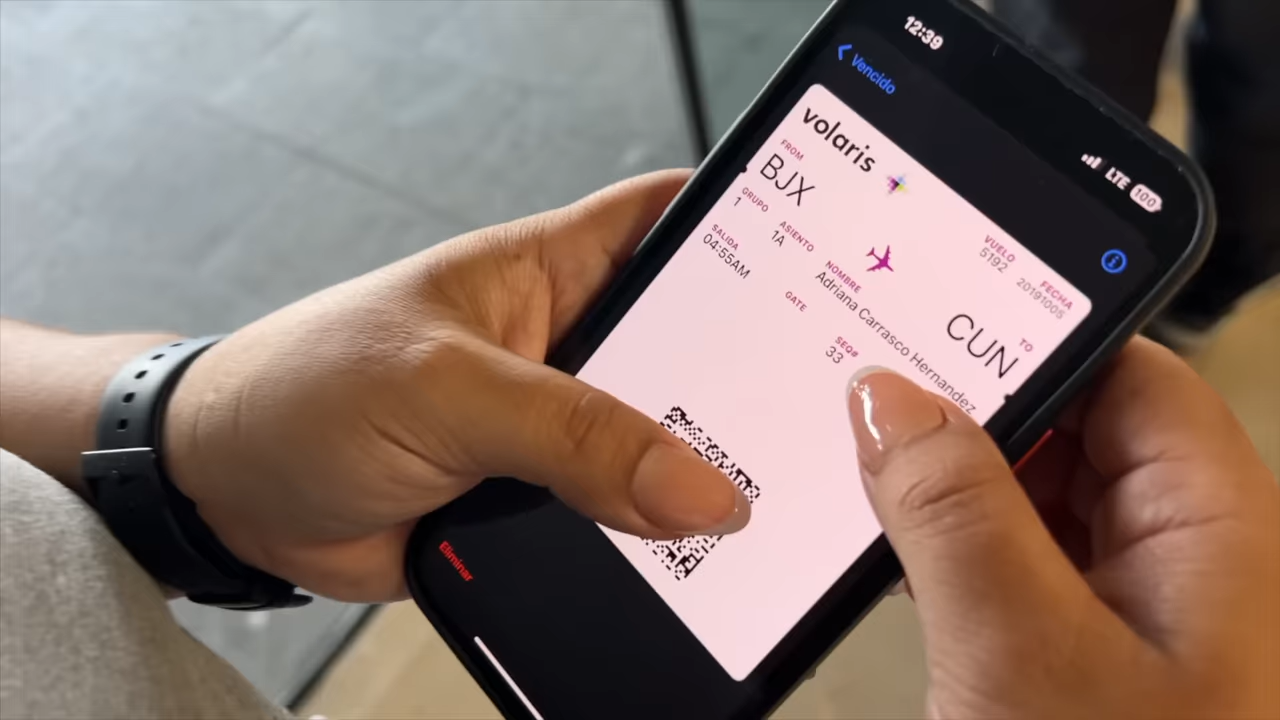 12:39
LTE 100
Vencido
volaris
VUELO
5192
FECHA
20191005
FROM
BJX
TO
CUN
GRUPO
1
ASIENTO
1A
NOMBRE
Adriana Carrasco Hernandez
SALIDA
04:55AM
GATE
SEQ#
33
Eliminar